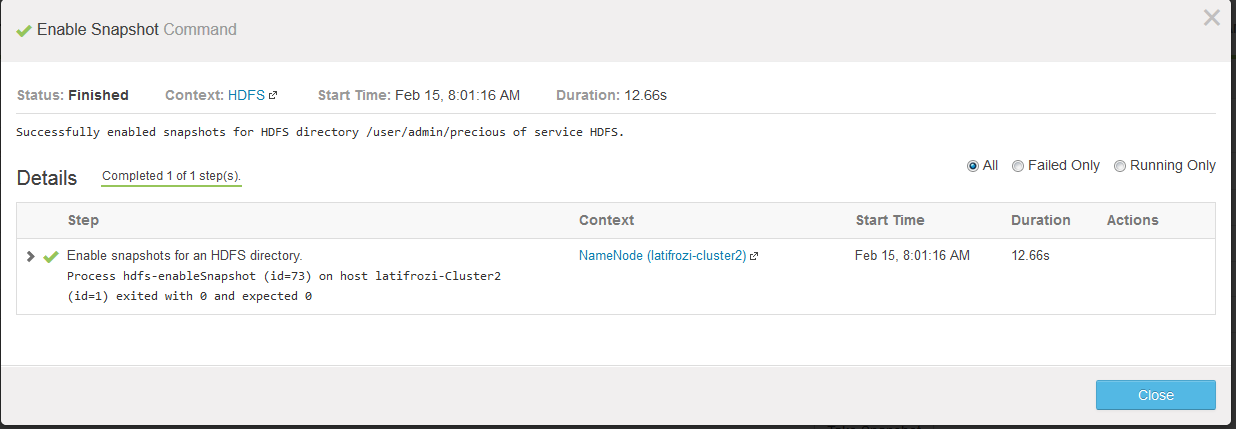 Enable Snapshot Command
Status: Finished Context: HDFS Start Time: Feb 15, 8:01:16 AM Duration: 12.66s
Successfully enabled snapshots for HDFS directory /user/admin/precious of service HDFS.
Details Completed 1 of 1 step(s). All Failed Only Running Only
Step Context Start Time Duration Actions
Enable snapshots for an HDFS directory. NameNode (latifrozi-cluster2) Feb 15, 8:01:16 AM 12.66s
Process hdfs-enableSnapshot (id=73) on host latifrozi-Cluster2
(id=1) exited with 0 and expected 0
Close